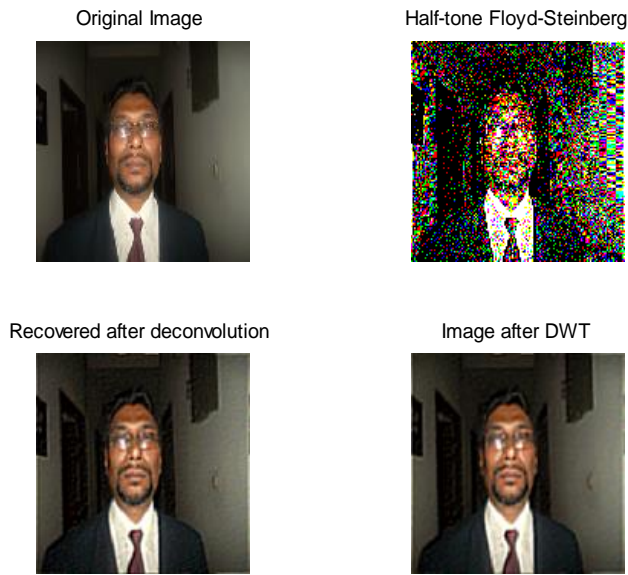 Original Image
Half-tone Floyd-Steinberg
Recovered after deconvolution
Image after DWT